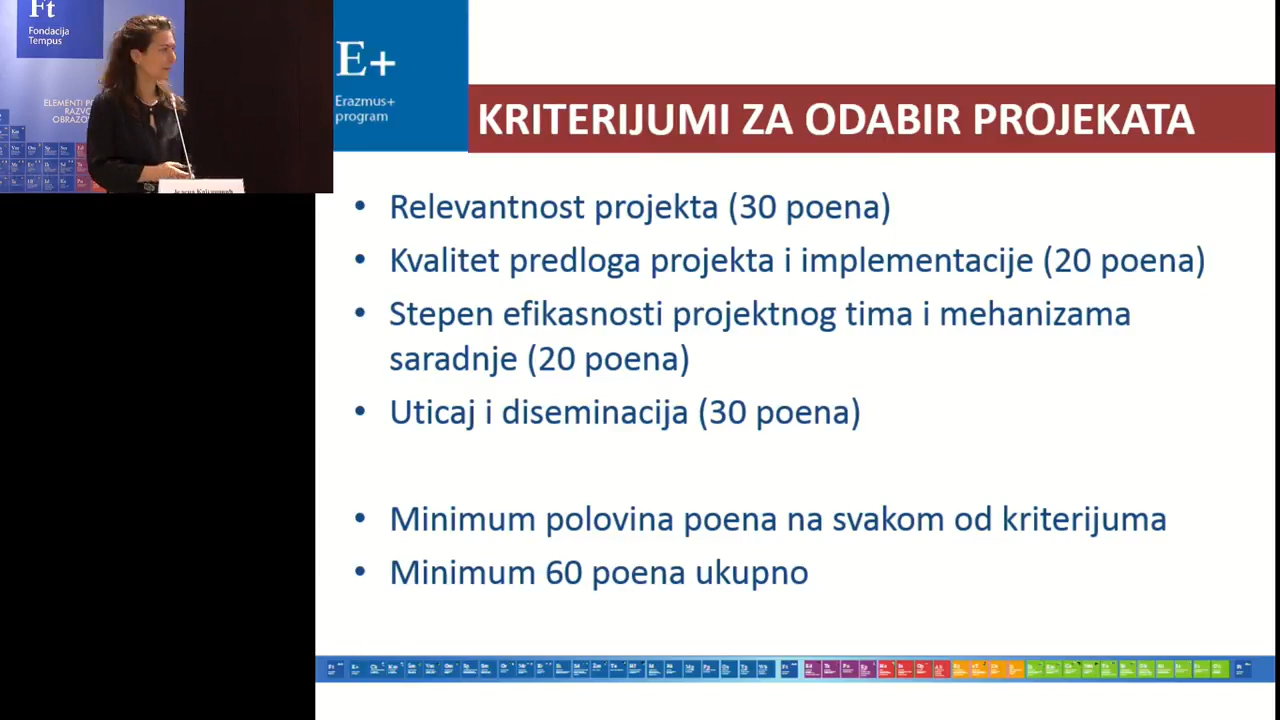 Ft
Fondacija
Tempus
ELEMENTI
E+
Erasmus+
program
KRITERIJUMI ZA ODABIR PROJEKATA
• Relevantnost projekta (30 poena)
• Kvalitet predloga projekta i implementacije (20 poena)
• Stepen efikasnosti projektnog tima i mehanizama
saradnje (20 poena)
• Uticaj i diseminacija (30 poena)
• Minimum polovina poena na svakom od kriterijuma
• Minimum 60 poena ukupno